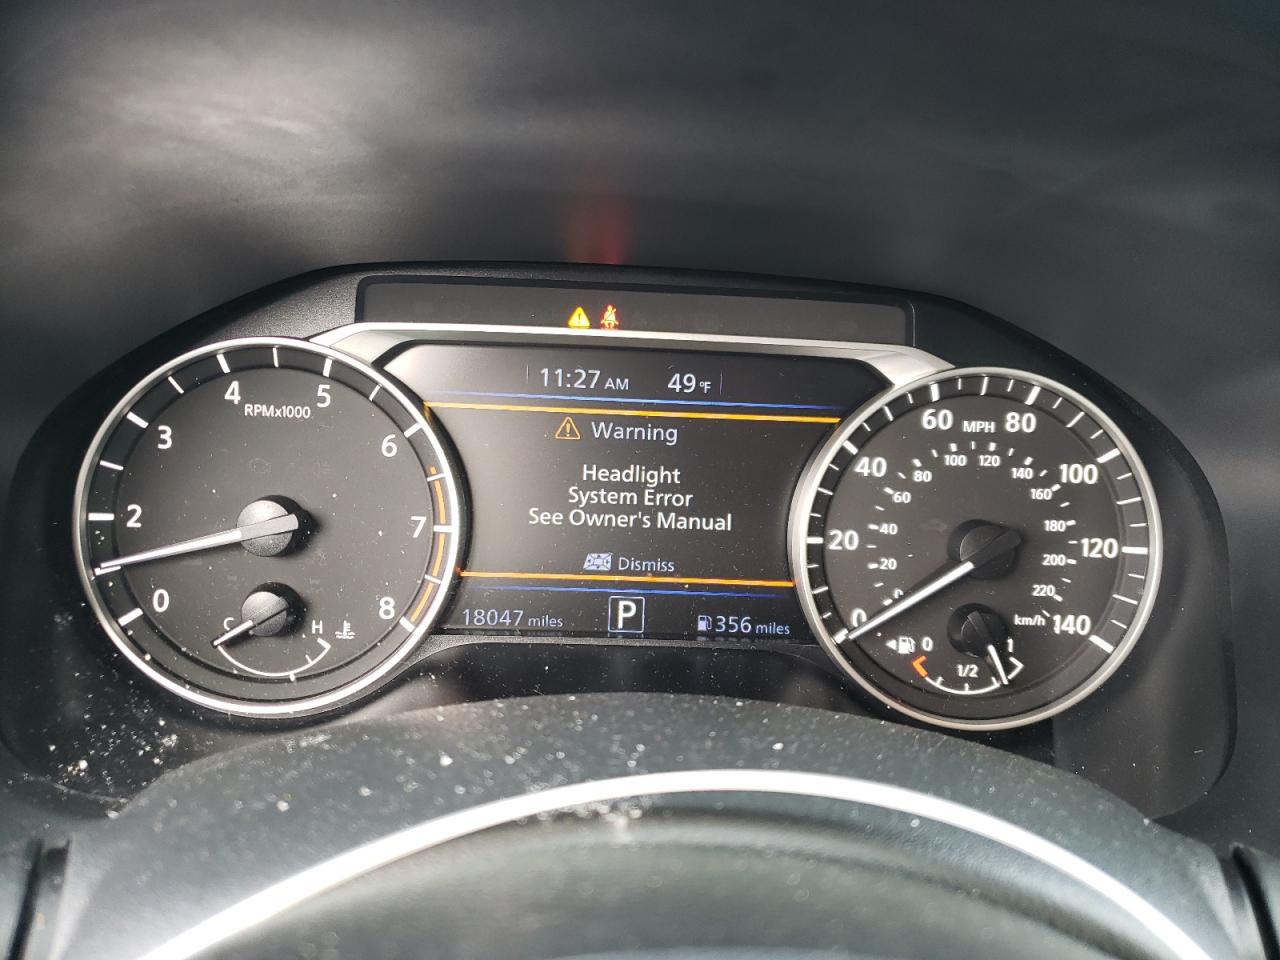 11:27 AM 49°F
Warning
Headlight
System Error
See Owner's Manual
Dismiss
18047 miles P 356 miles
0 2 3 4 5 6 7 8
RPMx1000
C H
0 20 40 60 80 100 120 140
MPH
0 20 40 60 80 100 120 140 160 180 200 220
km/h
0 1/2 1